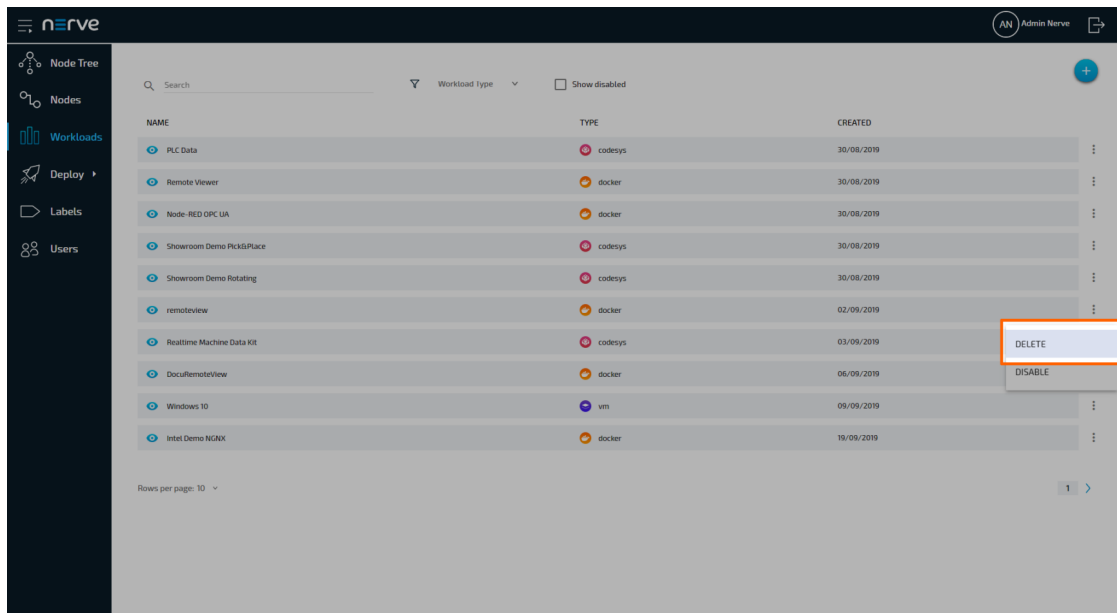 nerve
AN Admin Nerve
Node Tree
Nodes
Workloads
Deploy
Labels
Users
Search Workload Type Show disabled
NAME TYPE CREATED
PLC Data codesys 30/08/2019
Remote Viewer docker 30/08/2019
Node-RED OPC UA docker 30/08/2019
Showroom Demo Pick&Place codesys 30/08/2019
Showroom Demo Rotating codesys 30/08/2019
remoteview docker 02/09/2019
Realtime Machine Data Kit codesys 03/09/2019
DELETE
DocuRemoteView docker 06/09/2019
DISABLE
Windows 10 vm 09/09/2019
Intel Demo NGNX docker 19/09/2019
Rows per page: 10 1